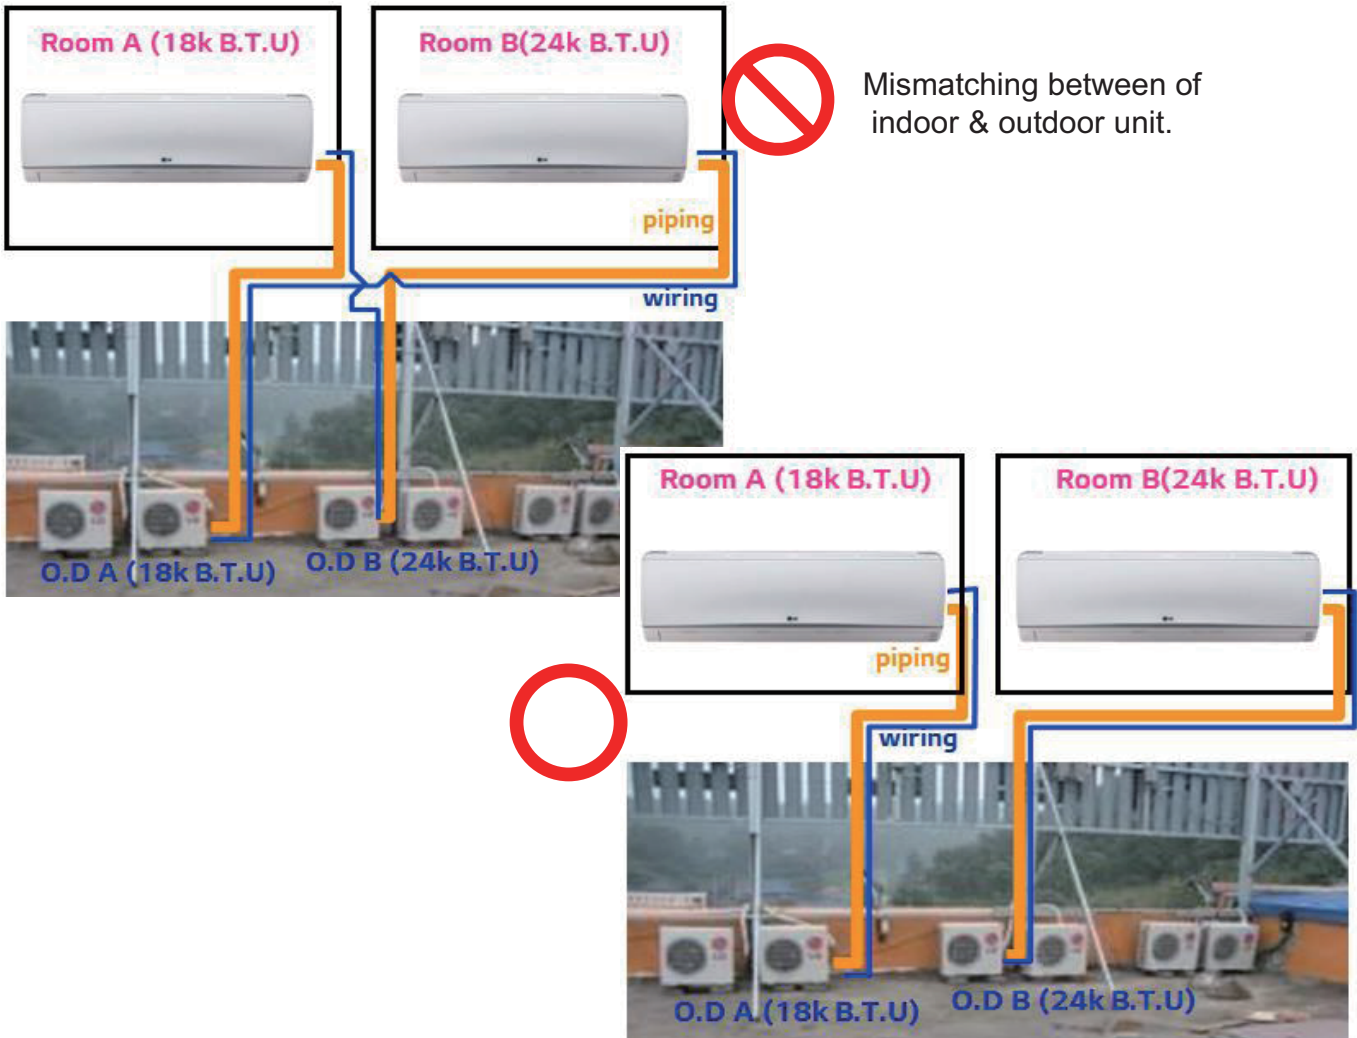 Room A (18k B.T.U)
Room B(24k B.T.U)
Mismatching between of
indoor & outdoor unit.
piping
wiring
O.D A (18k B.T.U)
O.D B (24k B.T.U)
Room A (18k B.T.U)
Room B(24k B.T.U)
piping
wiring
O.D A (18k B.T.U)
O.D B (24k B.T.U)